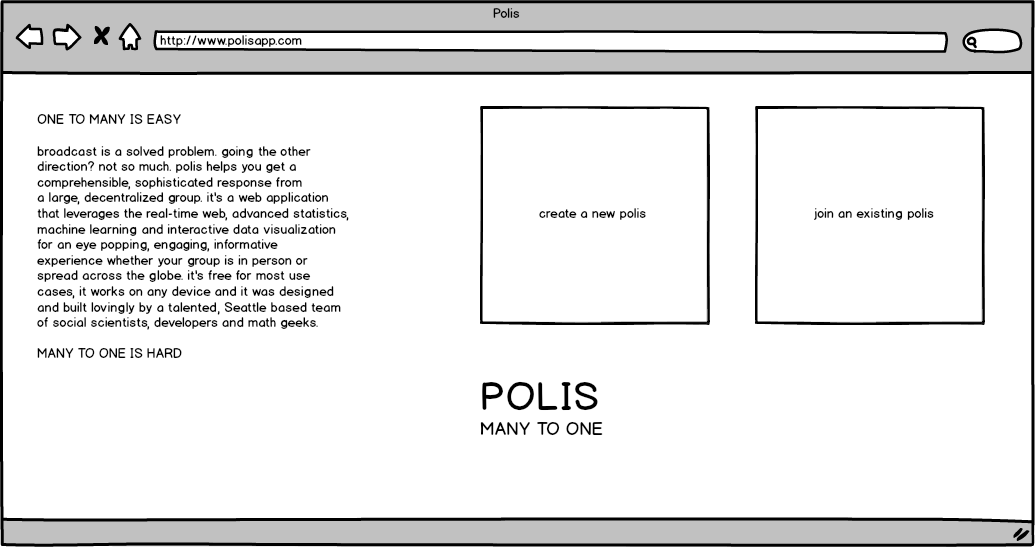 Polis
http://www.polisapp.com
ONE TO MANY IS EASY
broadcast is a solved problem. going the other
direction? not so much. polis helps you get a
comprehensible, sophisticated response from
a large, decentralized group. it's a web application
that leverages the real-time web, advanced statistics,
machine learning and interactive data visualization
for an eye popping, engaging, informative
experience whether your group is in person or
spread across the globe. it's free for most use
cases, it works on any device and it was designed
and built lovingly by a talented, Seattle based team
of social scientists, developers and math geeks.
MANY TO ONE IS HARD
create a new polis
join an existing polis
POLIS
MANY TO ONE